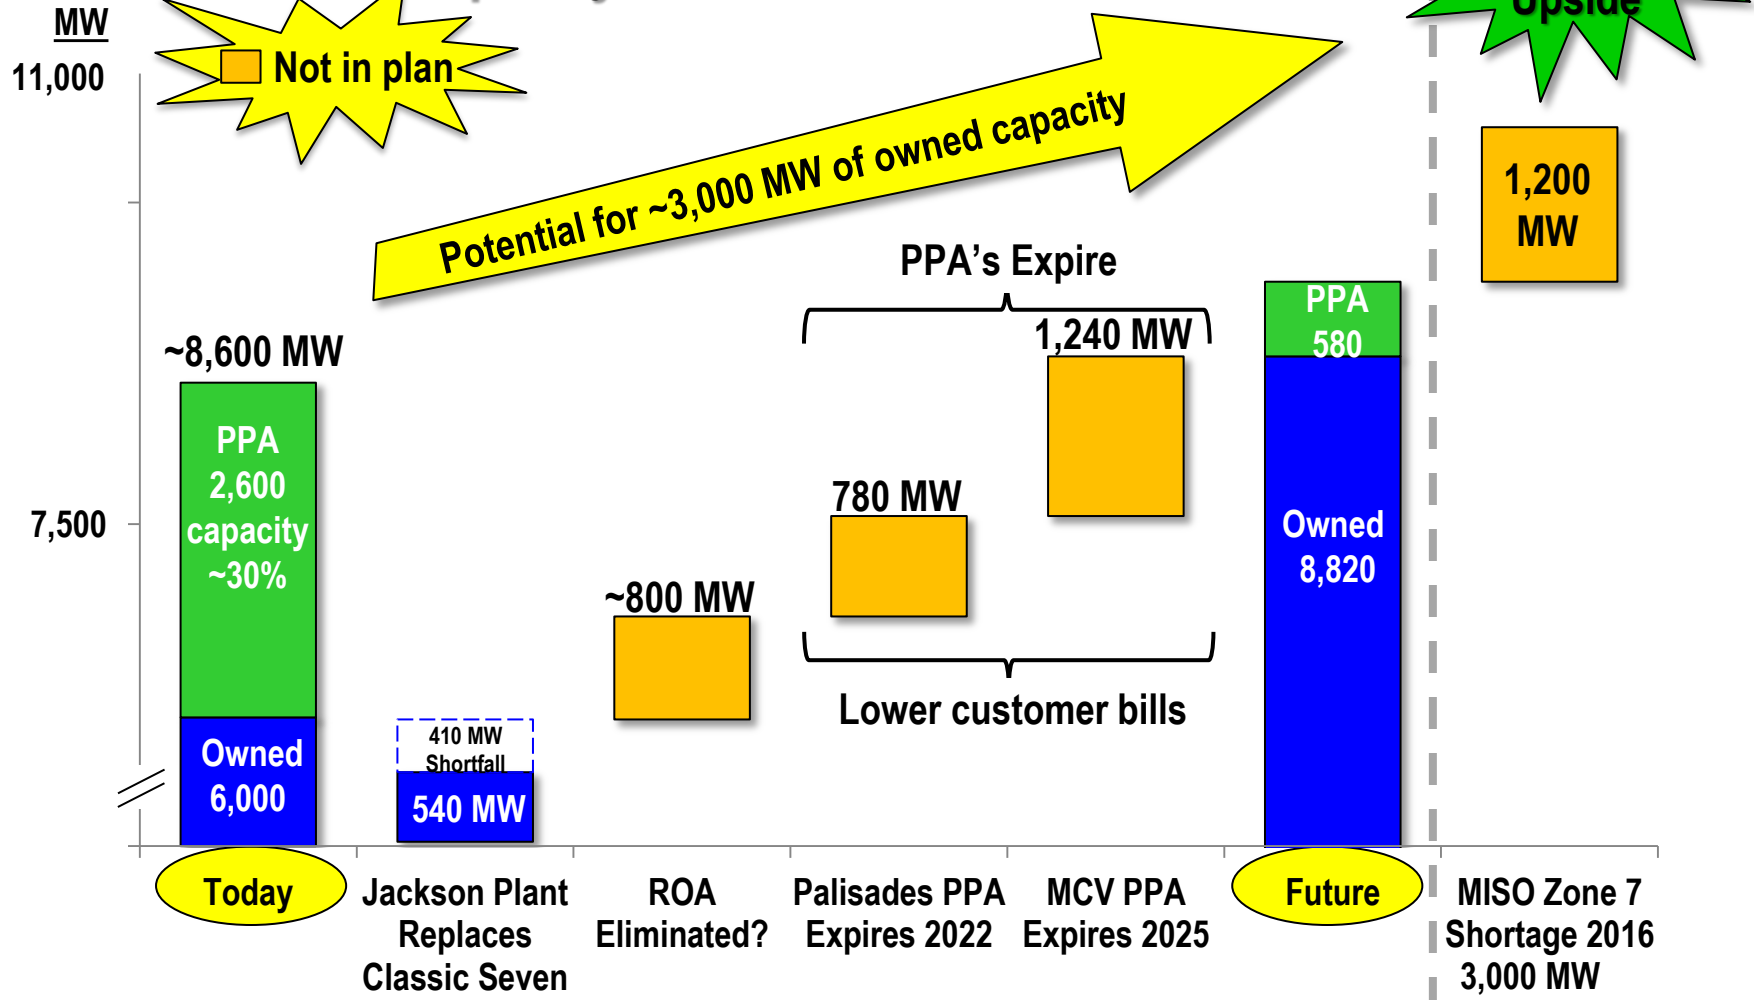 MW
11,000
7,500
Not in plan
Upside
Potential for ~3,000 MW of owned capacity
1,200
MW
PPA's Expire
~8,600 MW
PPA
2,600
capacity
~30%
Owned
6,000
410 MW
Shortfall
540 MW
~800 MW
780 MW
1,240 MW
Lower customer bills
PPA
580
Owned
8,820
Today
Jackson Plant
Replaces
Classic Seven
ROA
Eliminated?
Palisades PPA
Expires 2022
MCV PPA
Expires 2025
Future
MISO Zone 7
Shortage 2016
3,000 MW